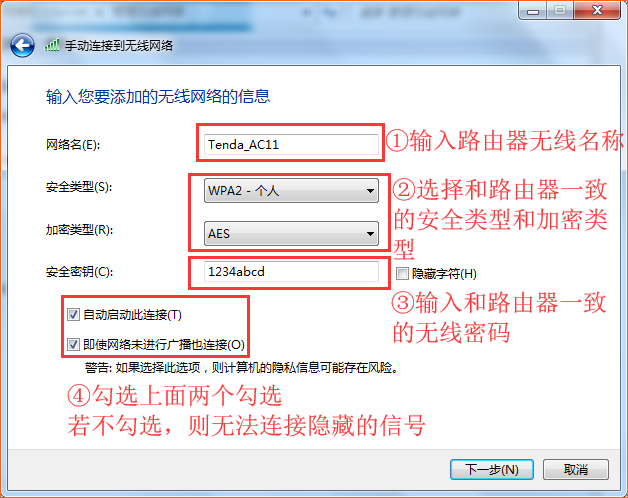 手动连接到无线网络
输入您要添加的无线网络的信息
网络名(E):
Tenda_AC11
①输入路由器无线名称
安全类型(S):
WPA2 - 个人
②选择和路由器一致
的安全类型和加密类
型
加密类型(R):
AES
安全密钥(C):
1234abcd
隐藏字符(H)
③输入和路由器一致
的无线密码
自动启动此连接(T)
即使网络未进行广播也连接(O)
警告: 如果选择此选项，则计算机的隐私信息可能存在风险。
④勾选上面两个勾选
若不勾选，则无法连接隐藏的信号
下一步(N)
取消